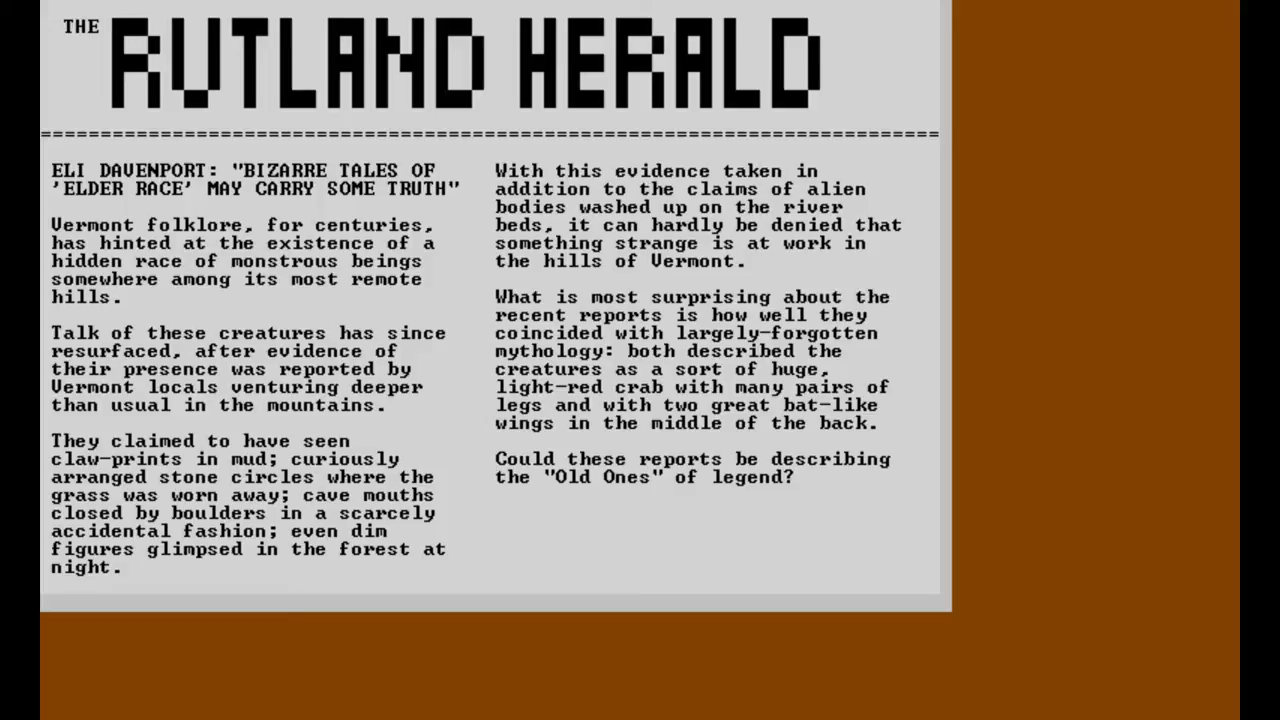 THE RUTLAND HERALD
ELI DAVENPORT: "BIZARRE TALES OF
'ELDER RACE' MAY CARRY SOME TRUTH"
Vermont folklore, for centuries,
has hinted at the existence of a
hidden race of monstrous beings
somewhere among its most remote
hills.
Talk of these creatures has since
resurfaced, after evidence of
their presence was reported by
Vermont locals venturing deeper
than usual in the mountains.
They claimed to have seen
claw-prints in mud; curiously
arranged stone circles where the
grass was worn away; cave mouths
closed by boulders in a scarcely
accidental fashion; even dim
figures glimpsed in the forest at
night.
With this evidence taken in
addition to the claims of alien
bodies washed up on the river
beds, it can hardly be denied that
something strange is at work in
the hills of Vermont.
What is most surprising about the
recent reports is how well they
coincided with largely-forgotten
mythology: both described the
creatures as a sort of huge,
light-red crab with many pairs of
legs and with two great bat-like
wings in the middle of the back.
Could these reports be describing
the "Old Ones" of legend?